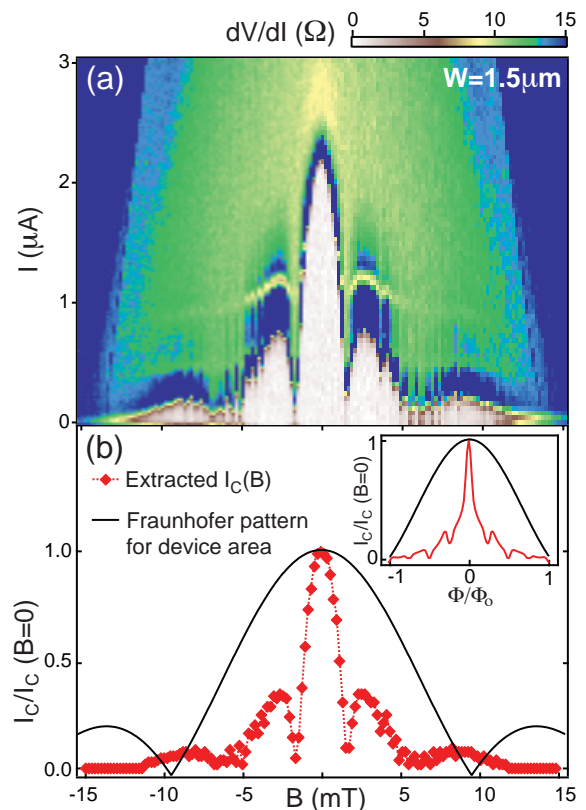 dV/dI (Ω)
0 5 10 15
(a)
W=1.5μm
3
2
1
0
I (μA)
(b)
Extracted I_C(B)
Fraunhofer pattern
for device area
1.0
0.5
0.0
I_C/I_C (B=0)
-15 -10 -5 0 5 10 15
B (mT)
1
0
I_C/I_C (B=0)
-1 0 1
Φ/Φ_o